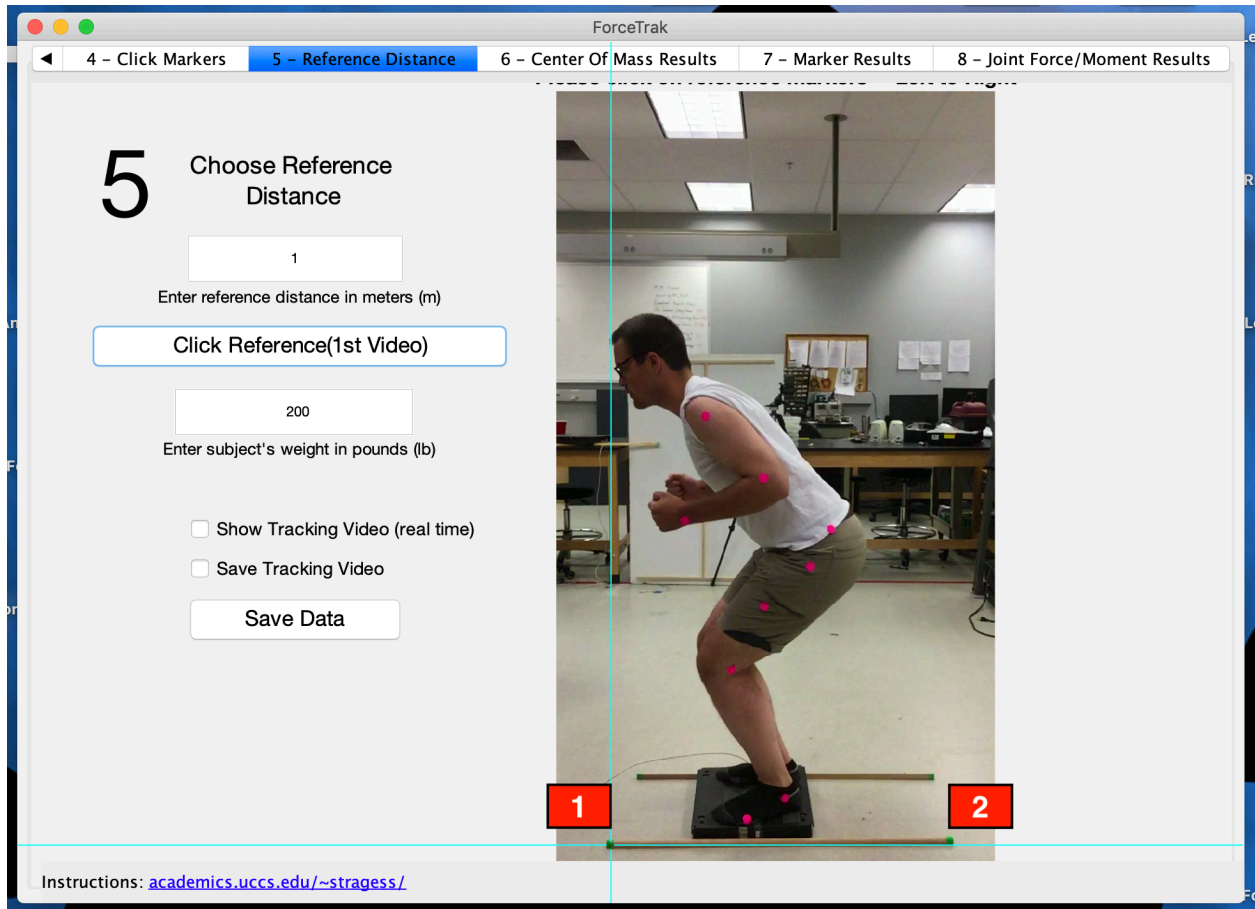 ForceTrak
4 – Click Markers
5 – Reference Distance
6 – Center Of Mass Results
7 – Marker Results
8 – Joint Force/Moment Results
5
Choose Reference
Distance
1
Enter reference distance in meters (m)
Click Reference(1st Video)
200
Enter subject's weight in pounds (lb)
Show Tracking Video (real time)
Save Tracking Video
Save Data
1
2
Instructions: academics.uccs.edu/~stragess/